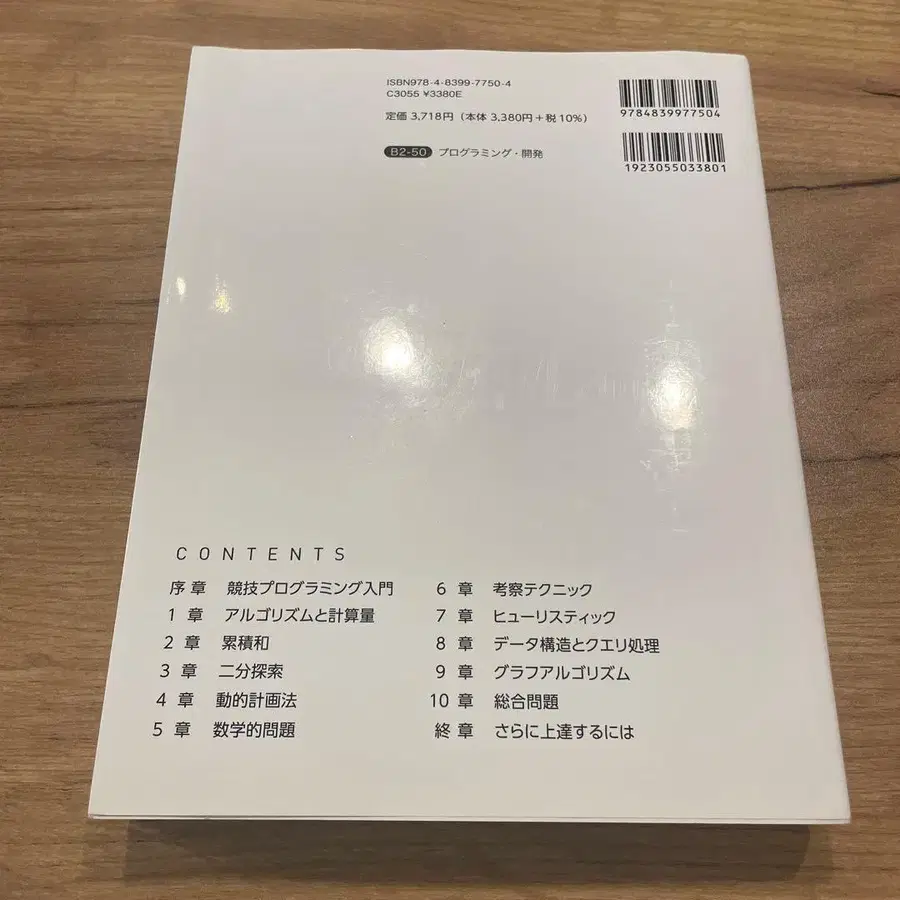 ISBN978-4-8399-7750-4
C3055 ¥3380E
定価 3,718円（本体 3,380円＋税10%）
B2-50 プログラミング・開発
9784839977504
1923055033801
CONTENTS
序章 競技プログラミング入門
1章 アルゴリズムと計算量
2章 累積和
3章 二分探索
4章 動的計画法
5章 数学的問題
6章 考察テクニック
7章 ヒューリスティック
8章 データ構造とクエリ処理
9章 グラフアルゴリズム
10章 総合問題
終章 さらに上達するには